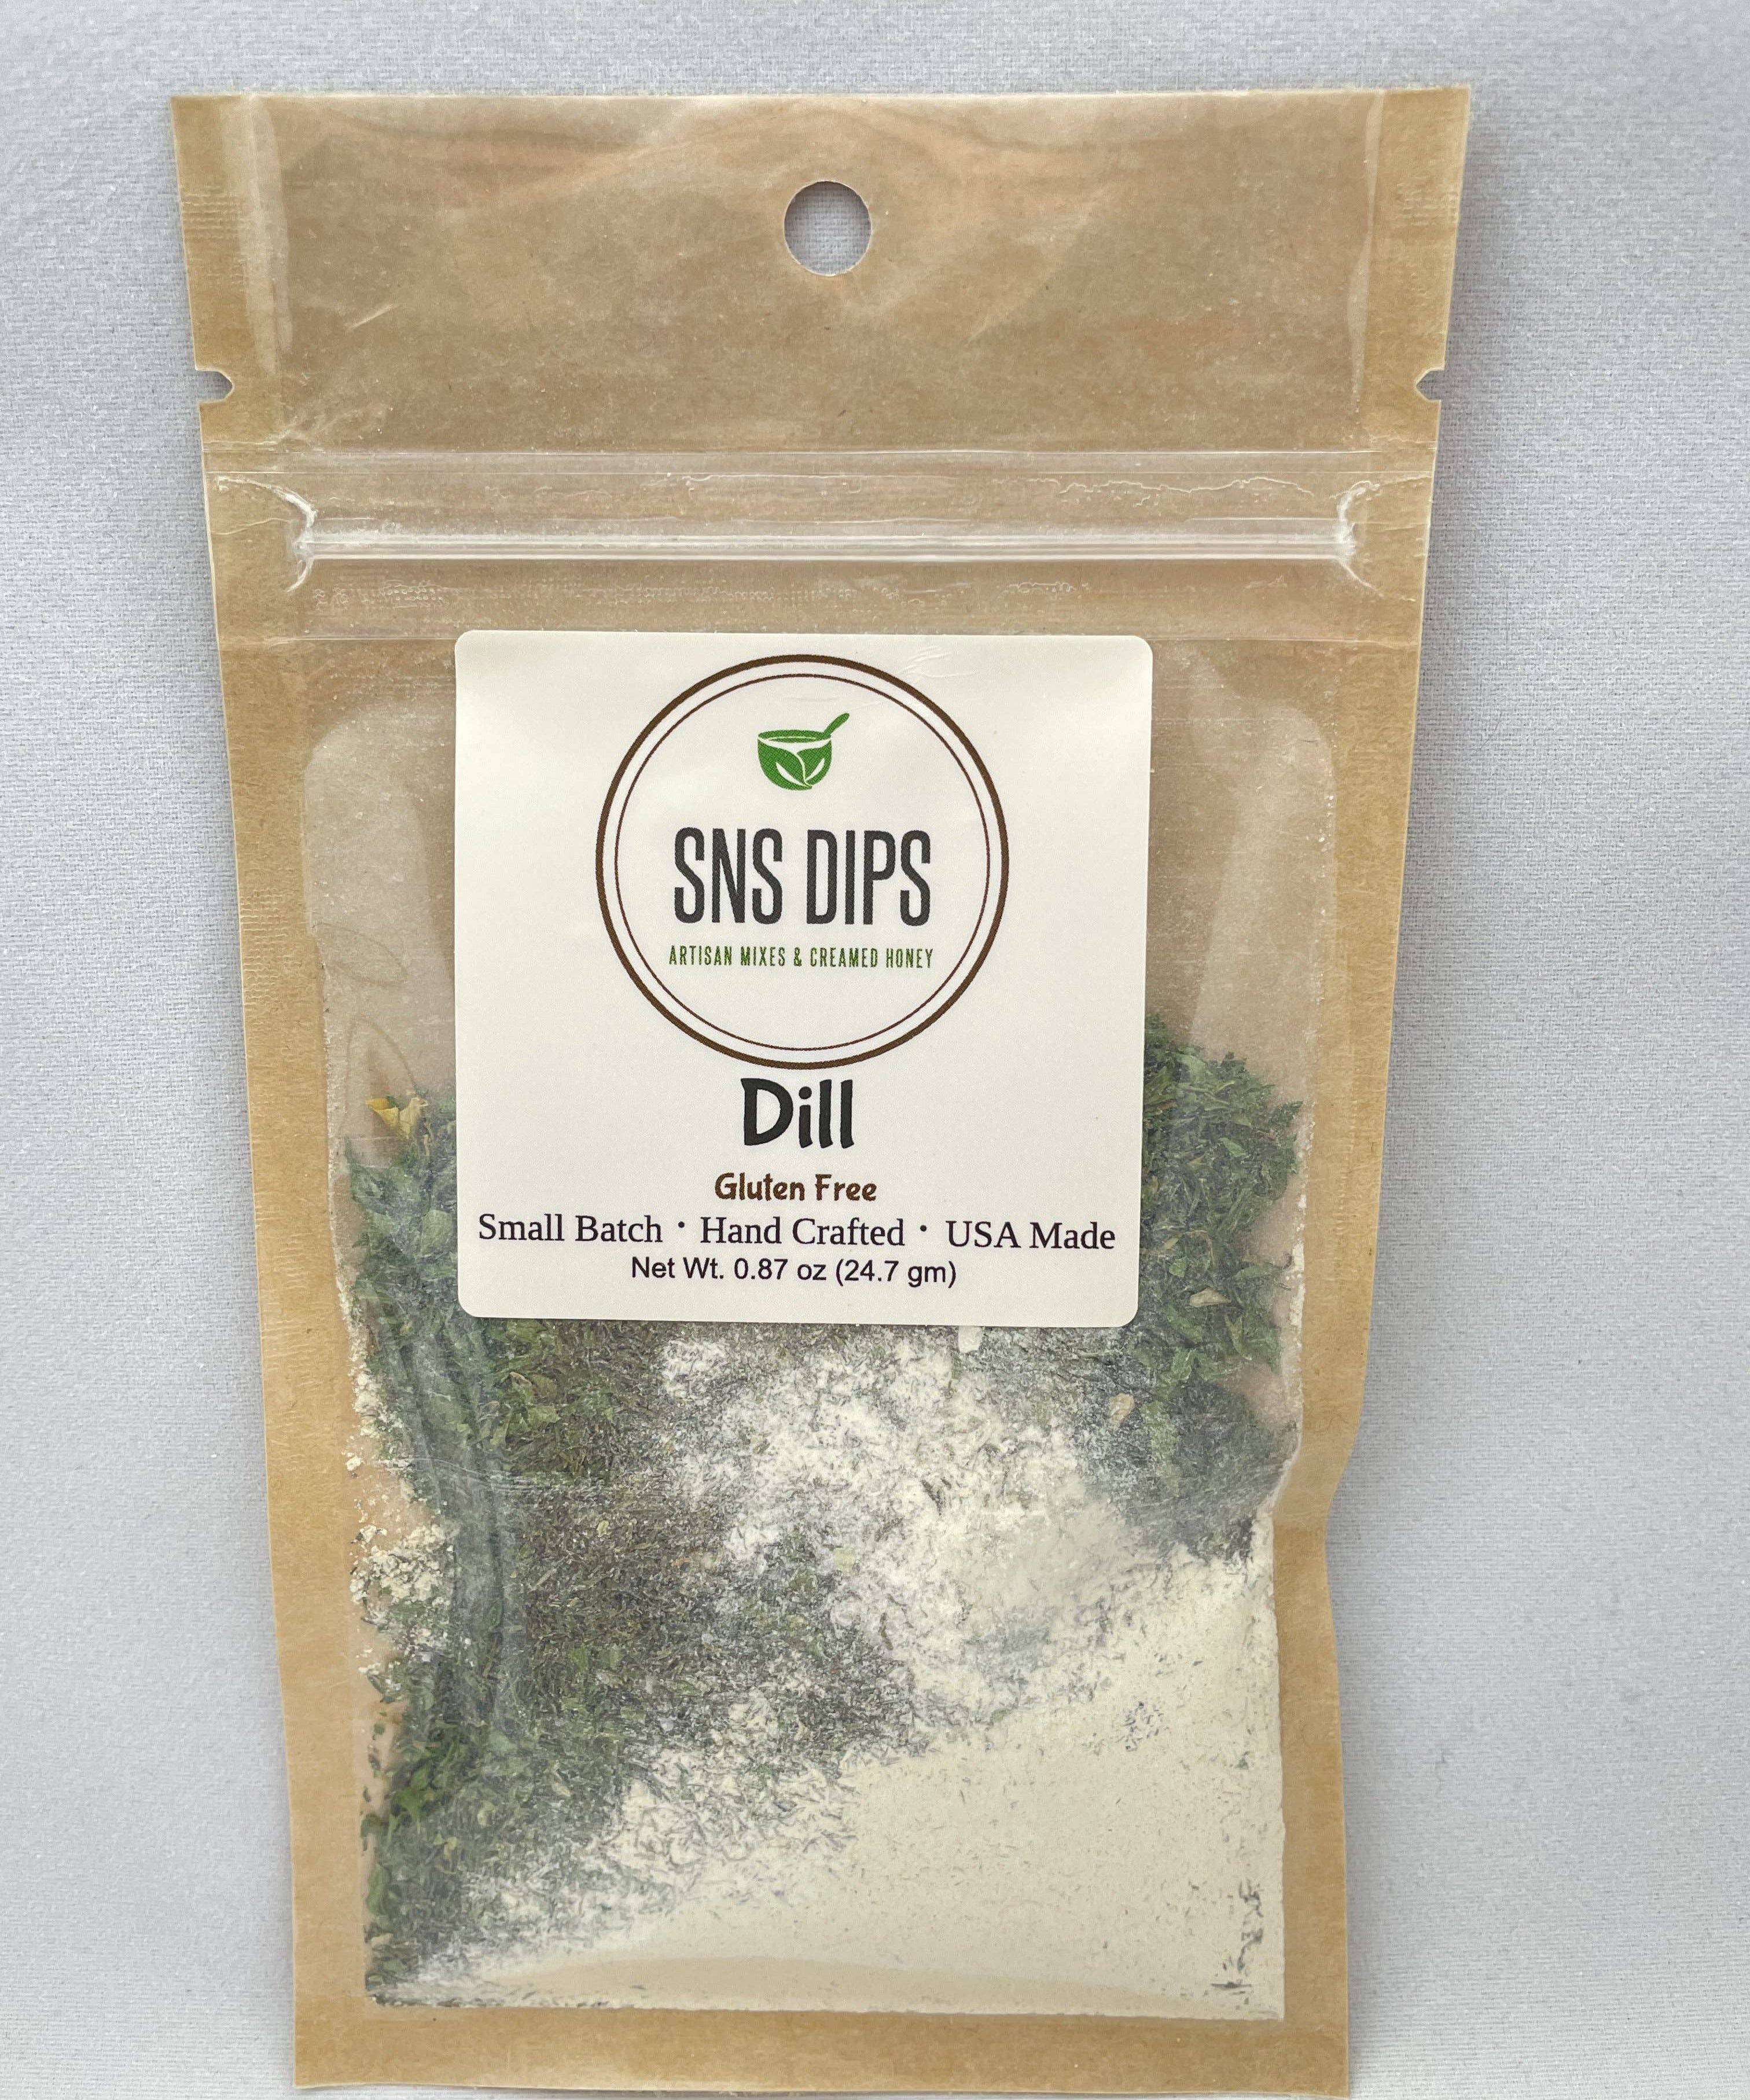 SNS DIPS
ARTISAN MIXES & CREAMED HONEY
Dill
Gluten Free
Small Batch · Hand Crafted · USA Made
Net Wt. 0.87 oz (24.7 gm)